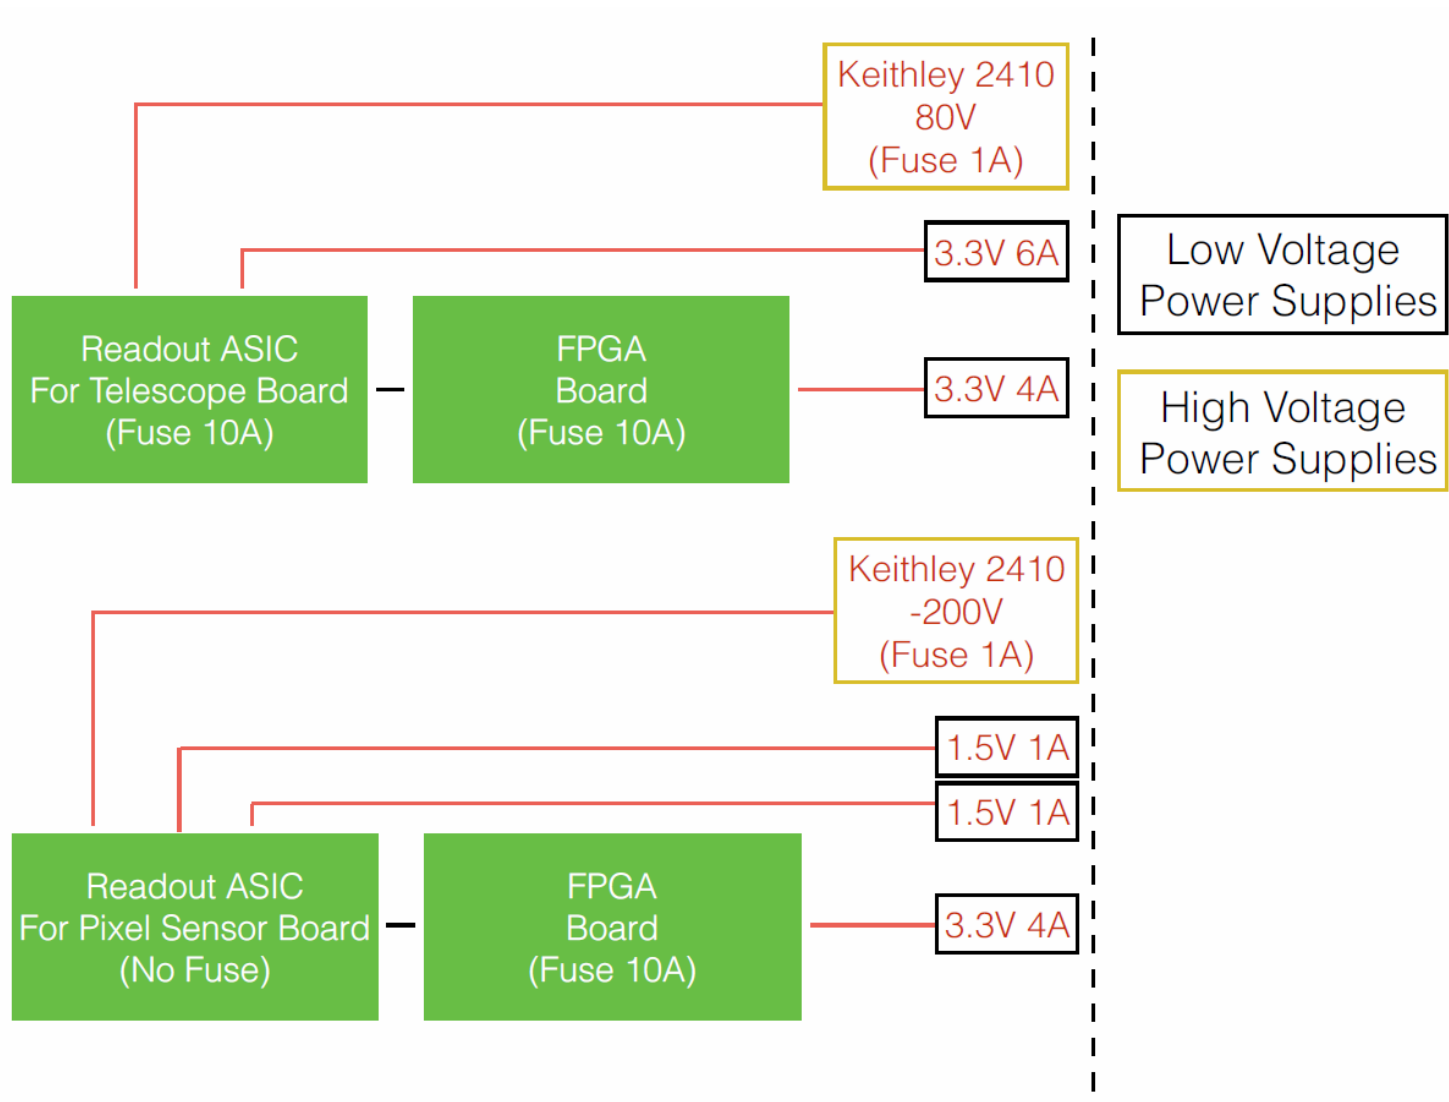 Keithley 2410
80V
(Fuse 1A)
3.3V 6A
Low Voltage
Power Supplies
Readout ASIC
For Telescope Board
(Fuse 10A)
FPGA
Board
(Fuse 10A)
3.3V 4A
High Voltage
Power Supplies
Keithley 2410
-200V
(Fuse 1A)
1.5V 1A
1.5V 1A
Readout ASIC
For Pixel Sensor Board
(No Fuse)
FPGA
Board
(Fuse 10A)
3.3V 4A